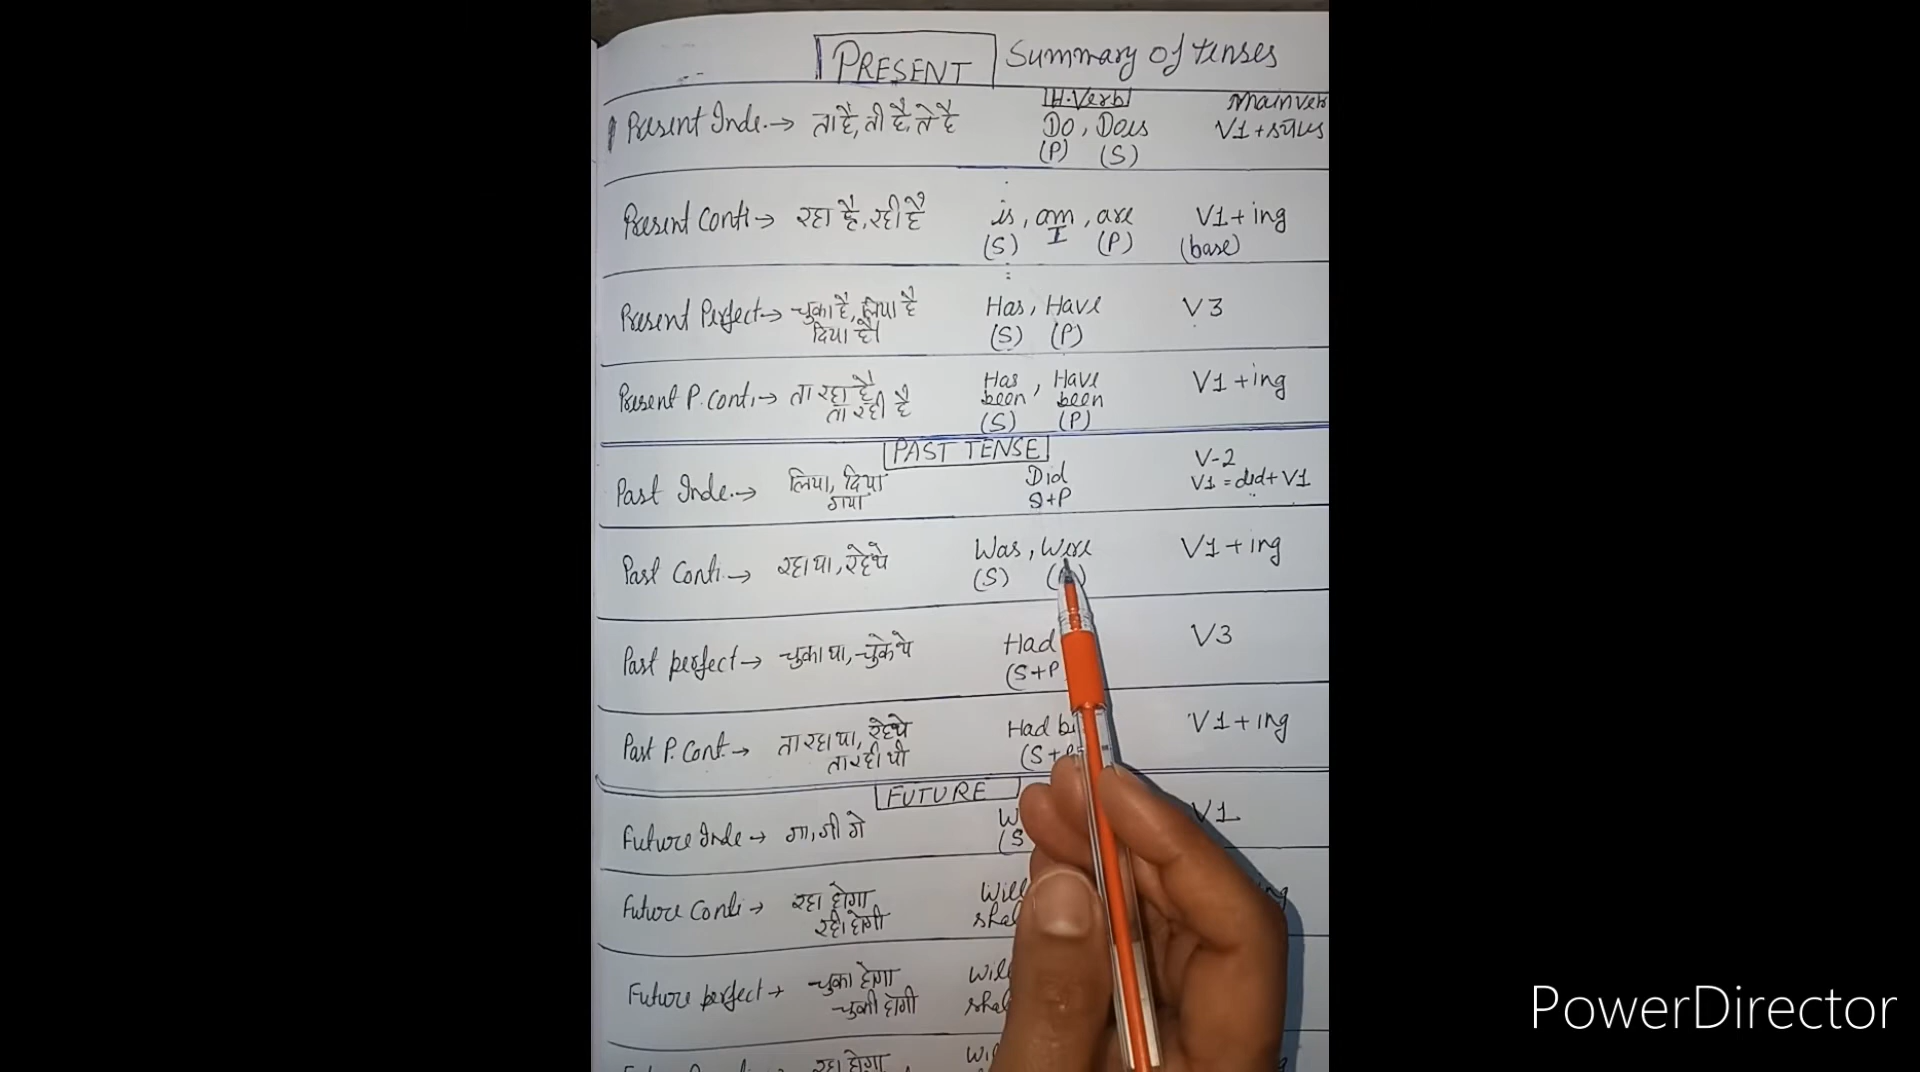 PRESENT Summary of tenses
H.Verb Mainver
Present Inde. → ता है, ती है, ते है Do, Does V1 + s या es
(P) (S)
Present Conti → रहा है, रही है is, am, are V1 + ing
(S) I (P) (base)
Present Perfect → चुका है, लिया है Has, Have V3
दिया है। (S) (P)
Present P. Conti → ता रहा है Has been, Have been V1 + ing
ता रही है (S) (P)
PAST TENSE
Past Inde. → लिया, दिया Did V-2
गया S+P V1 = did + V1
Past Conti. → रहा था, रहे थे Was, Were V1 + ing
(S)
Past perfect → चुका था, चुके थे Had V3
(S+P
Past P. Cont. → ता रहा था, रहे थे Had V1 + ing
ता रही थी (S+
FUTURE
Future Inde → गा, गी गे V1
(S
Future Conti → रहा होगा Will
रही होगी
Future perfect → चुका होगा
चुकी होगी
रहा होगा
PowerDirector